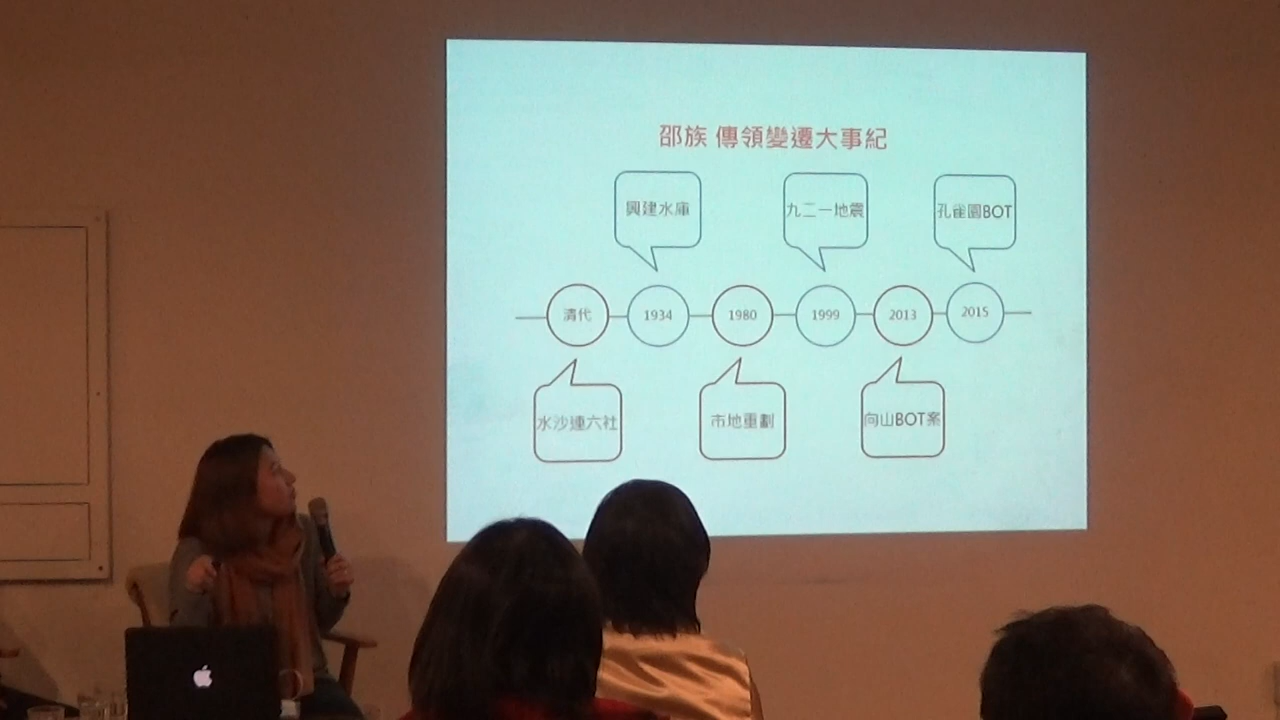 邵族 傳領變遷大事紀
興建水庫
九二一地震
孔雀園BOT
清代
1934
1980
1999
2013
2015
水沙連六社
市地重劃
向山BOT案